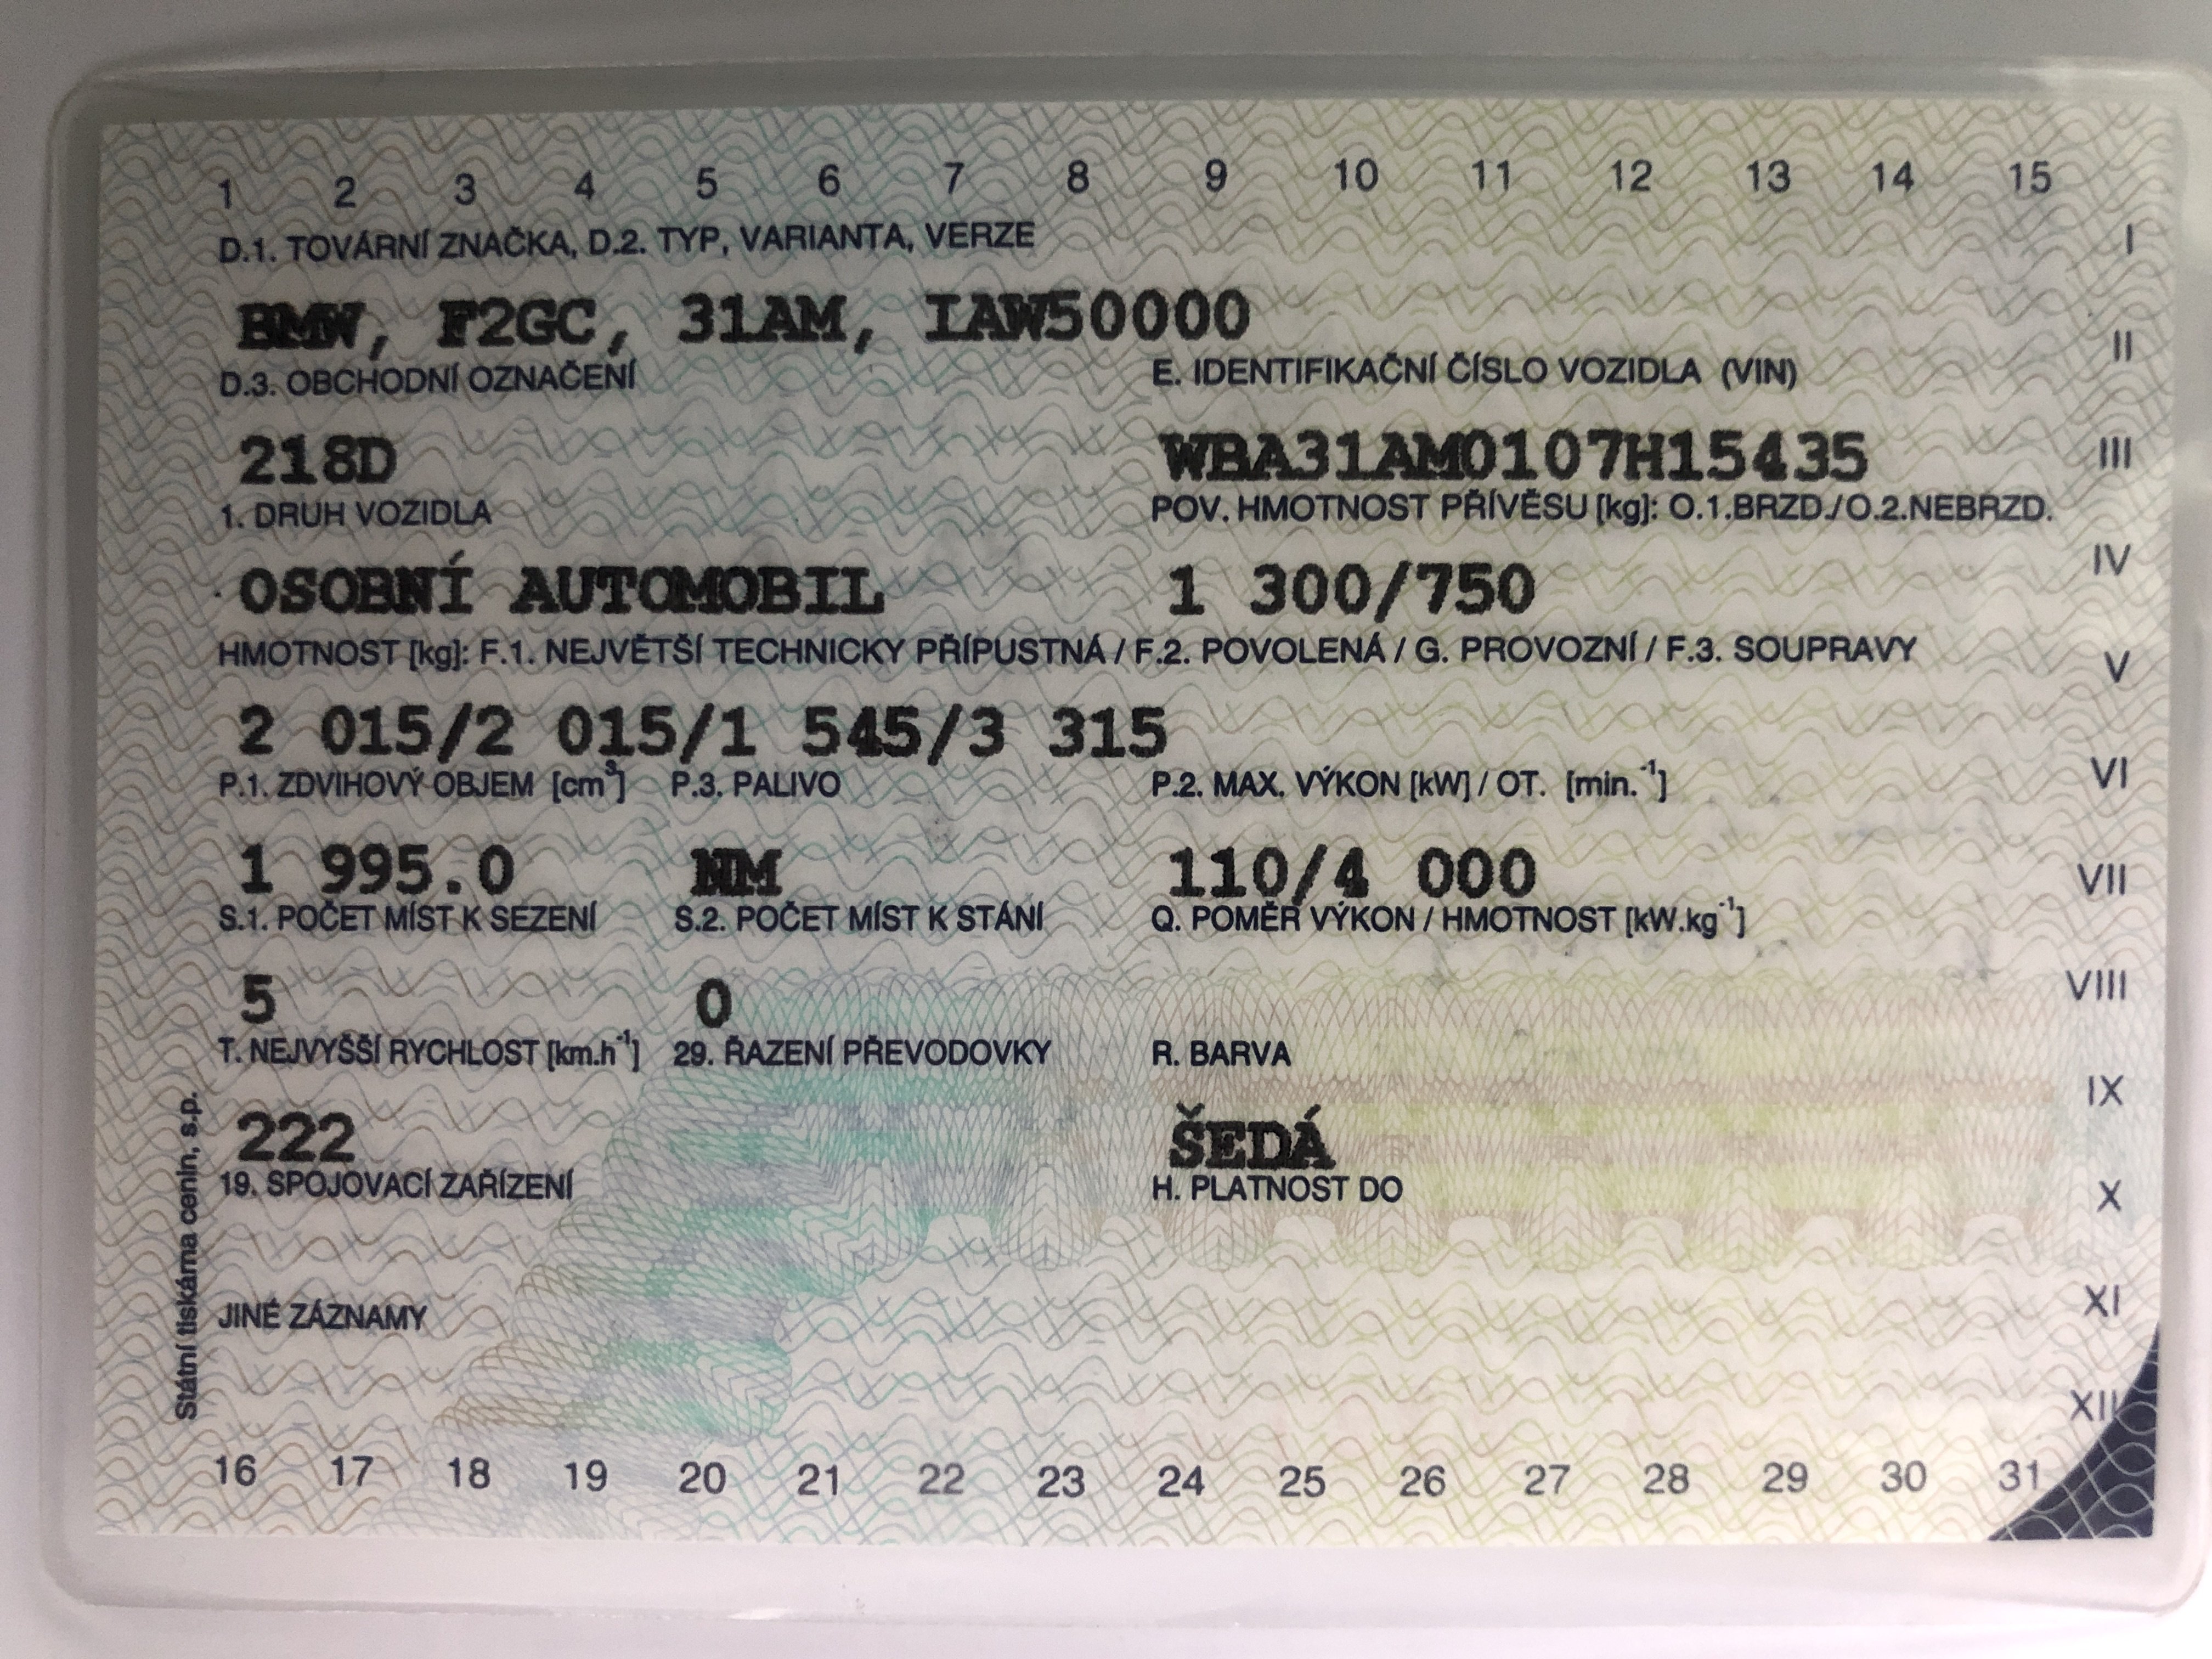 1 2 3 4 5 6 7 8 9 10 11 12 13 14 15
D.1. TOVÁRNÍ ZNAČKA, D.2. TYP, VARIANTA, VERZE I
BMW, F2GC, 31AM, IAW50000
D.3. OBCHODNÍ OZNAČENÍ E. IDENTIFIKAČNÍ ČÍSLO VOZIDLA (VIN) II
218D WBA31AM0107H15435 III
1. DRUH VOZIDLA POV. HMOTNOST PŘÍVĚSU [kg]: O.1.BRZD./O.2.NEBRZD.
OSOBNÍ AUTOMOBIL 1 300/750 IV
HMOTNOST [kg]: F.1. NEJVĚTŠÍ TECHNICKY PŘÍPUSTNÁ / F.2. POVOLENÁ / G. PROVOZNÍ / F.3. SOUPRAVY V
2 015/2 015/1 545/3 315
P.1. ZDVIHOVÝ OBJEM [cm³] P.3. PALIVO P.2. MAX. VÝKON [kW] / OT. [min.⁻¹] VI
1 995.0 NM 110/4 000 VII
S.1. POČET MÍST K SEZENÍ S.2. POČET MÍST K STÁNÍ Q. POMĚR VÝKON / HMOTNOST [kW.kg⁻¹]
5 0 VIII
T. NEJVYŠŠÍ RYCHLOST [km.h⁻¹] 29. ŘAZENÍ PŘEVODOVKY R. BARVA IX
222 ŠEDÁ
19. SPOJOVACÍ ZAŘÍZENÍ H. PLATNOST DO X
JINÉ ZÁZNAMY XI
XII
16 17 18 19 20 21 22 23 24 25 26 27 28 29 30 31
Státní tiskárna cenin, s.p.